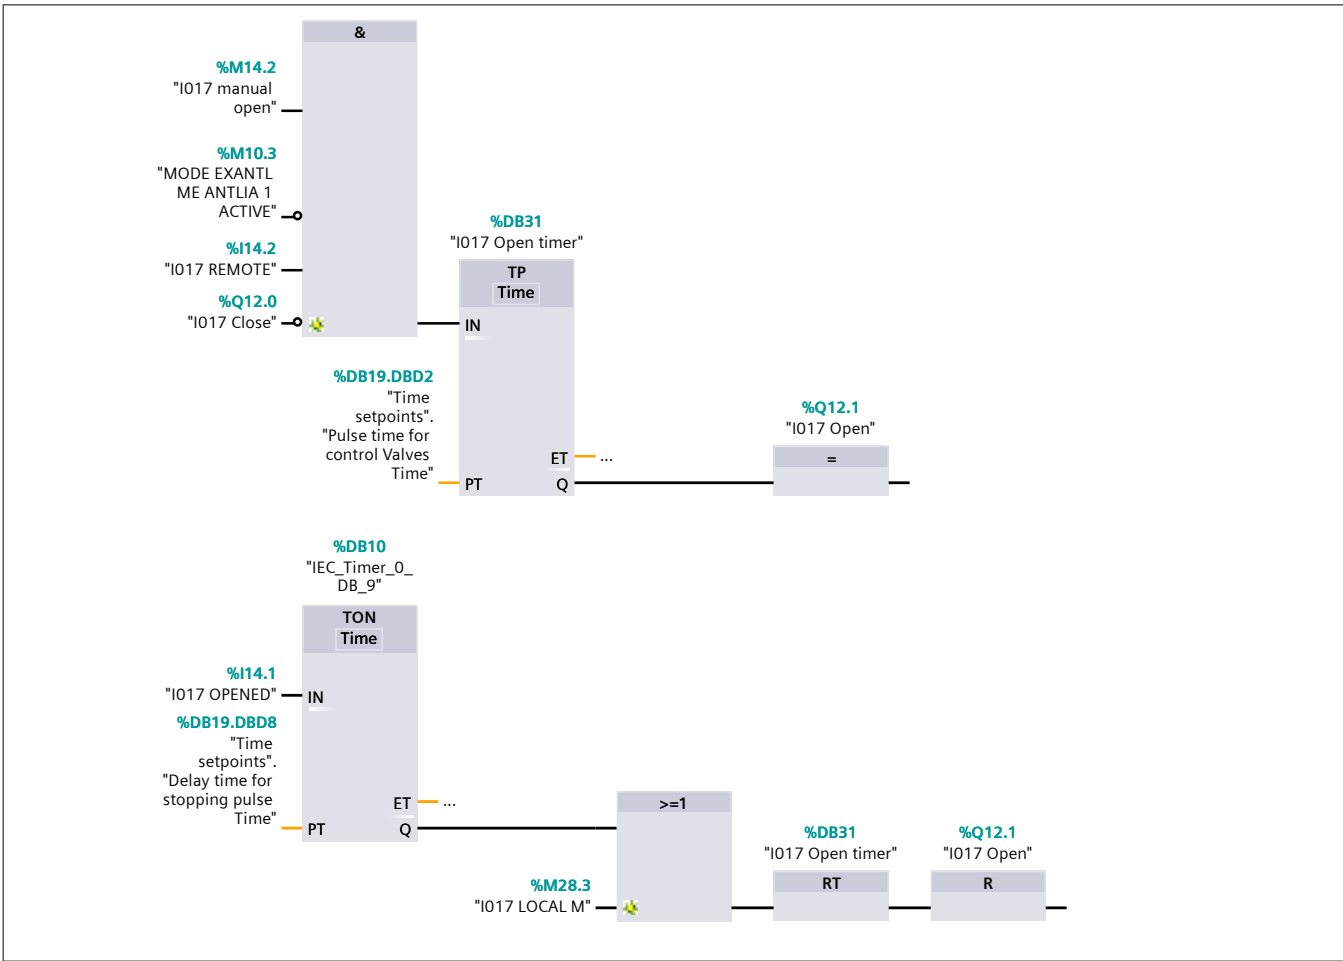 &
%M14.2
"I017 manual
open"
%M10.3
"MODE EXANTL
ME ANTLIA 1
ACTIVE"
%I14.2
"I017 REMOTE"
%Q12.0
"I017 Close"
%DB31
"I017 Open timer"
TP
Time
IN
%DB19.DBD2
"Time
setpoints".
"Pulse time for
control Valves
Time"
PT
ET
...
Q
%Q12.1
"I017 Open"
=
%DB10
"IEC_Timer_0_
DB_9"
TON
Time
%I14.1
"I017 OPENED"
IN
%DB19.DBD8
"Time
setpoints".
"Delay time for
stopping pulse
Time"
PT
ET
...
Q
>=1
%M28.3
"I017 LOCAL M"
%DB31
"I017 Open timer"
RT
%Q12.1
"I017 Open"
R